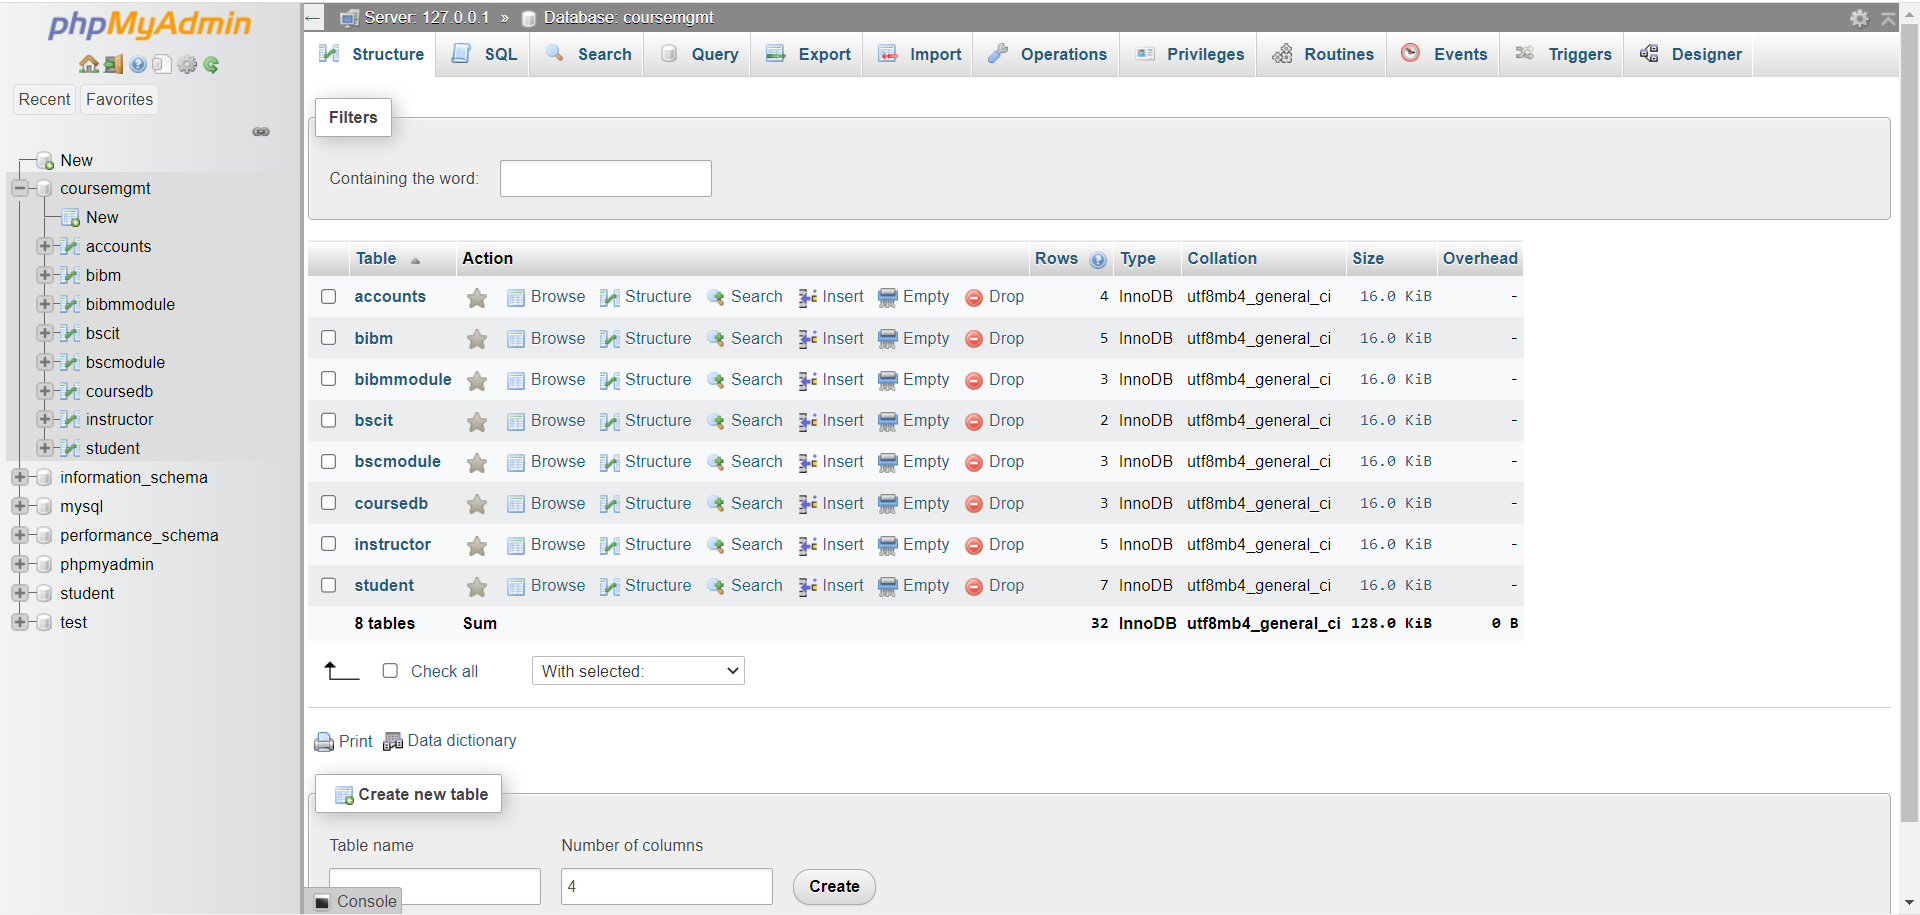 phpMyAdmin
Recent Favorites
New
coursemgmt
New
accounts
bibm
bibmmodule
bscit
bscmodule
coursedb
instructor
student
information_schema
mysql
performance_schema
phpmyadmin
student
test
Server: 127.0.0.1 » Database: coursemgmt
Structure SQL Search Query Export Import Operations Privileges Routines Events Triggers Designer
Filters
Containing the word:
Table Action Rows Type Collation Size Overhead
accounts Browse Structure Search Insert Empty Drop 4 InnoDB utf8mb4_general_ci 16.0 KiB -
bibm Browse Structure Search Insert Empty Drop 5 InnoDB utf8mb4_general_ci 16.0 KiB -
bibmmodule Browse Structure Search Insert Empty Drop 3 InnoDB utf8mb4_general_ci 16.0 KiB -
bscit Browse Structure Search Insert Empty Drop 2 InnoDB utf8mb4_general_ci 16.0 KiB -
bscmodule Browse Structure Search Insert Empty Drop 3 InnoDB utf8mb4_general_ci 16.0 KiB -
coursedb Browse Structure Search Insert Empty Drop 3 InnoDB utf8mb4_general_ci 16.0 KiB -
instructor Browse Structure Search Insert Empty Drop 5 InnoDB utf8mb4_general_ci 16.0 KiB -
student Browse Structure Search Insert Empty Drop 7 InnoDB utf8mb4_general_ci 16.0 KiB -
8 tables Sum 32 InnoDB utf8mb4_general_ci 128.0 KiB 0 B
Check all With selected:
Print Data dictionary
Create new table
Table name Number of columns
4 Create
Console